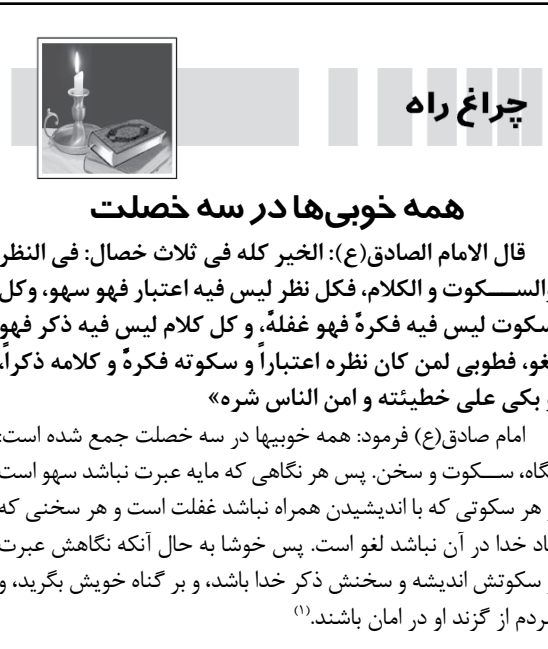 چراغ راه
همه خوبی‌ها در سه خصلت
قال الامام الصادق(ع): الخیر کله فی ثلاث خصال: فی النظر
والسـکوت و الکلام، فکل نظر لیس فیه اعتبار فهو سهو، وکل
سکوت لیس فیه فکرهٌ فهو غفلهٌ، و کل کلام لیس فیه ذکر فهو
لغو، فطوبی لمن کان نظره اعتباراً و سکوته فکرهً و کلامه ذکراً،
و بکی علی خطیئته و امن الناس شره»
امام صادق(ع) فرمود: همه خوبیها در سه خصلت جمع شده است:
نگاه، سـکوت و سخن. پس هر نگاهی که مایه عبرت نباشد سهو است
و هر سکوتی که با اندیشیدن همراه نباشد غفلت است و هر سخنی که
یاد خدا در آن نباشد لغو است. پس خوشا به حال آنکه نگاهش عبرت
و سکوتش اندیشه و سخنش ذکر خدا باشد، و بر گناه خویش بگرید، و
مردم از گزند او در امان باشند.(۱)